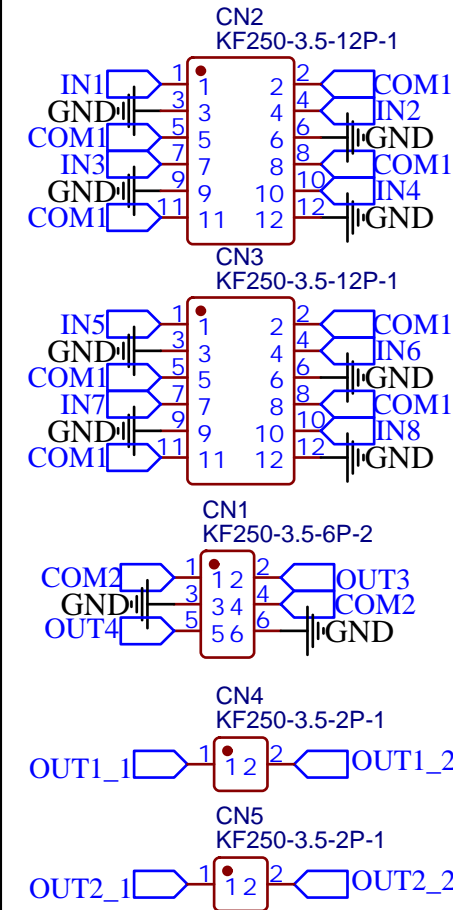 CN2
KF250-3.5-12P-1
IN1 1 1 2 2 COM1
GND 3 3 4 4 IN2
COM1 5 5 6 6 GND
IN3 7 7 8 8 COM1
GND 9 9 10 10 IN4
COM1 11 11 12 12 GND
CN3
KF250-3.5-12P-1
IN5 1 1 2 2 COM1
GND 3 3 4 4 IN6
COM1 5 5 6 6 GND
IN7 7 7 8 8 COM1
GND 9 9 10 10 IN8
COM1 11 11 12 12 GND
CN1
KF250-3.5-6P-2
COM2 1 1 2 2 OUT3
GND 3 3 4 4 COM2
OUT4 5 5 6 6 GND
CN4
KF250-3.5-2P-1
OUT1_1 1 1 2 2 OUT1_2
CN5
KF250-3.5-2P-1
OUT2_1 1 1 2 2 OUT2_2